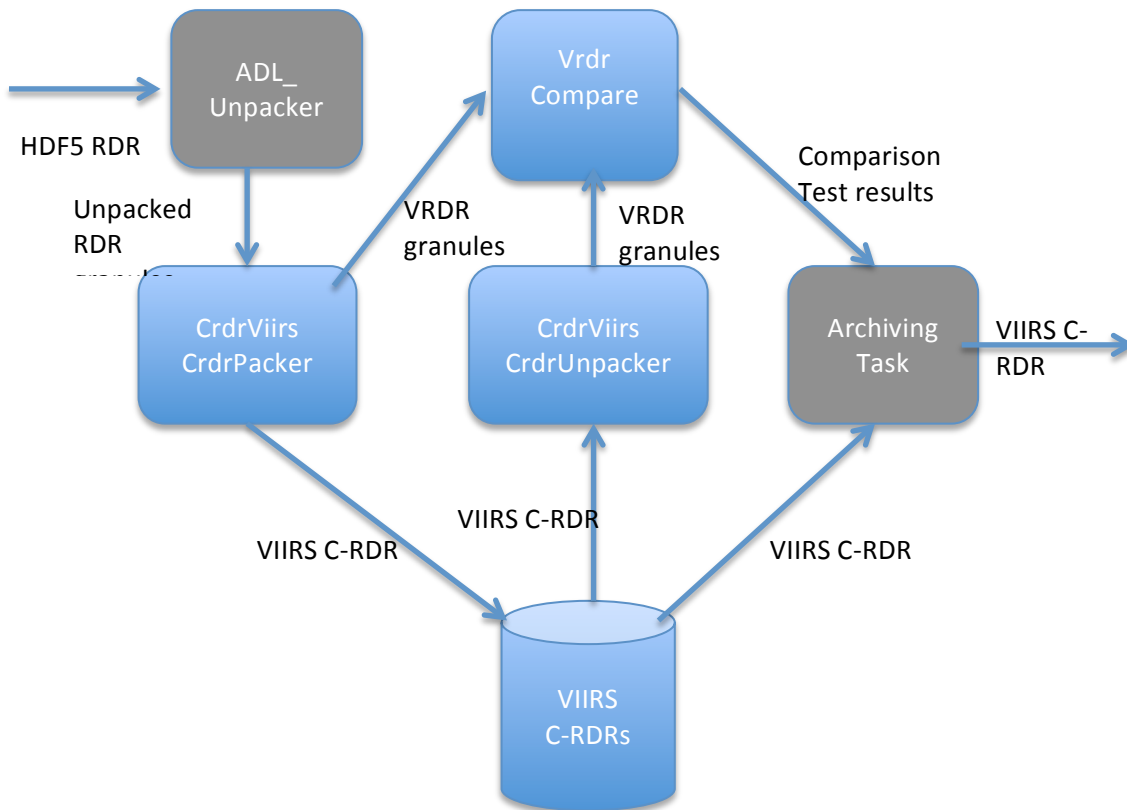 ADL_
Unpacker
Vrdr
Compare
HDF5 RDR
Unpacked
RDR
granules
VRDR
granules
VRDR
granules
Comparison
Test results
CrdrViirs
CrdrPacker
CrdrViirs
CrdrUnpacker
Archiving
Task
VIIRS C-
RDR
VIIRS C-RDR
VIIRS C-RDR
VIIRS C-RDR
VIIRS
C-RDRs